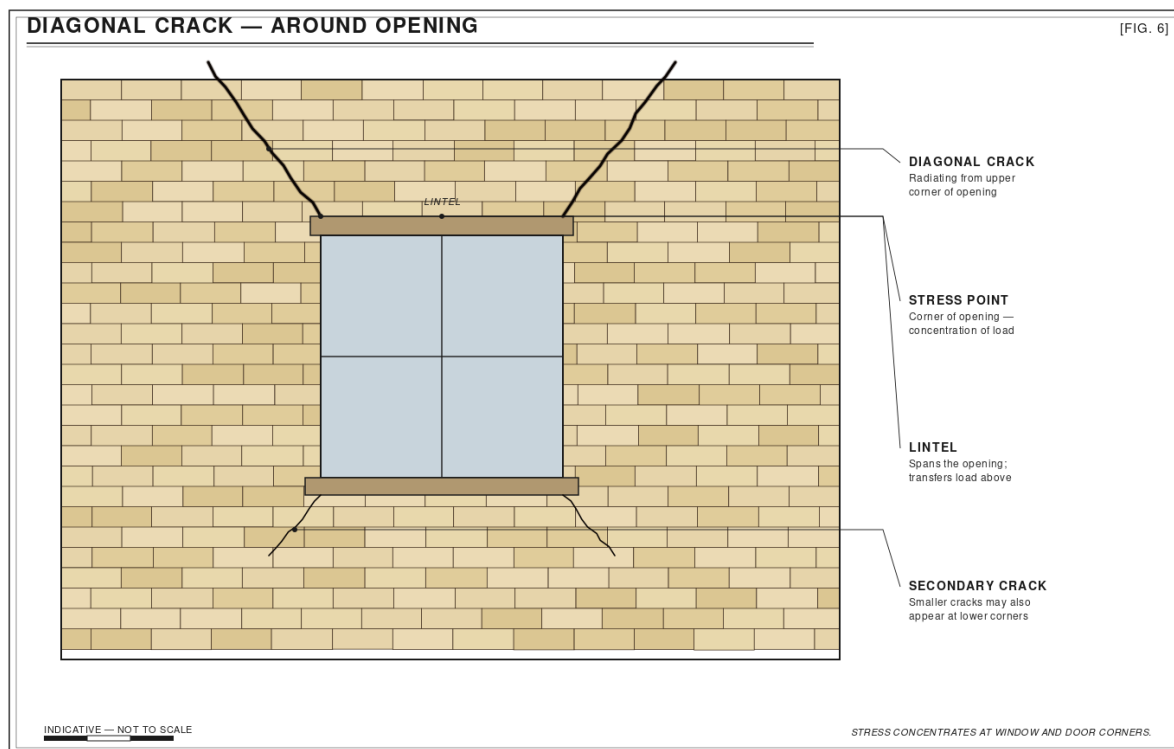 DIAGONAL CRACK — AROUND OPENING
[FIG. 6]
LINTEL
DIAGONAL CRACK
Radiating from upper
corner of opening
STRESS POINT
Corner of opening —
concentration of load
LINTEL
Spans the opening;
transfers load above
SECONDARY CRACK
Smaller cracks may also
appear at lower corners
INDICATIVE — NOT TO SCALE
STRESS CONCENTRATES AT WINDOW AND DOOR CORNERS.